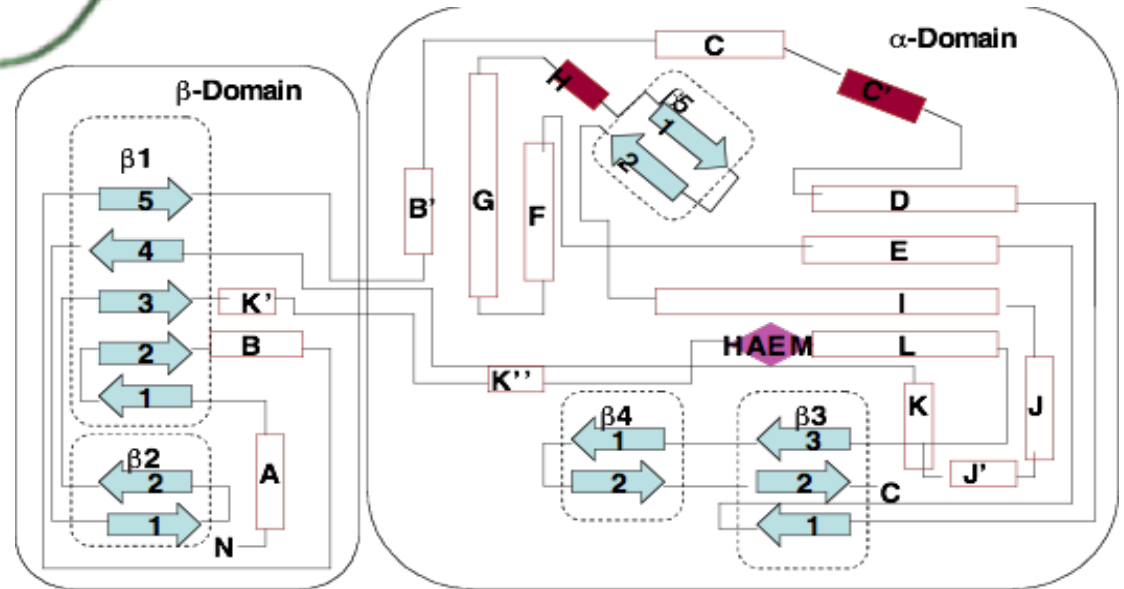 β-Domain
β1
5
4
3
K'
2
B
1
β2
2
1
A
N
α-Domain
C
H
C'
β5
1
2
B'
G
F
D
E
I
HAEM
L
K''
K
J
β4
1
2
β3
3
2
1
J'
C